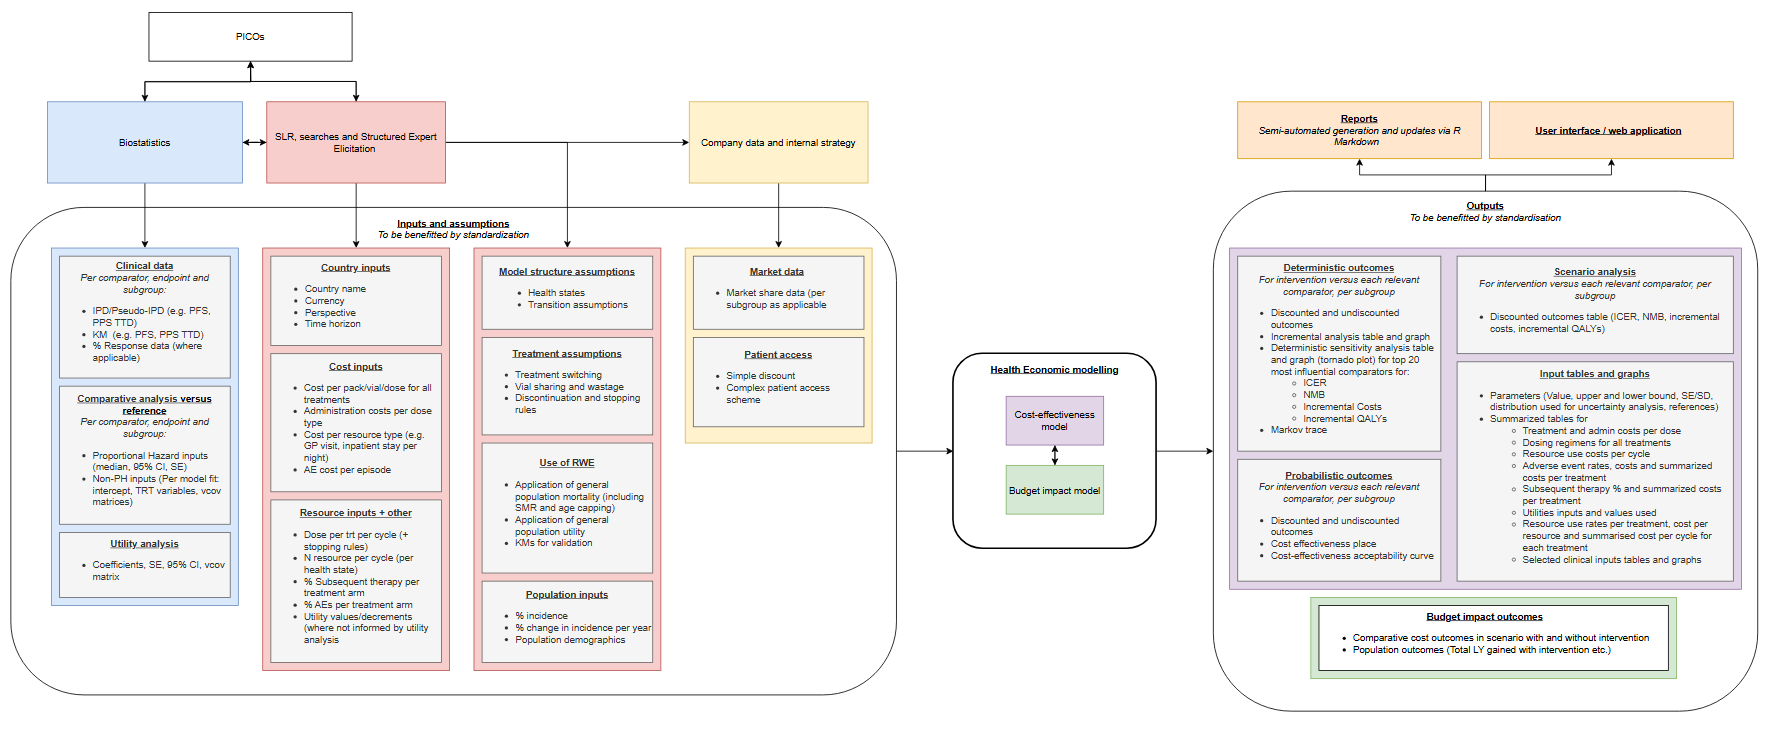 PICOs
Biostatistics
SLR, searches and Structured Expert
Elicitation
Company data and internal strategy
Inputs and assumptions
To be benefitted by standardization
Clinical data
Per comparator, endpoint and
subgroup:
• IPD/Pseudo-IPD (e.g. PFS,
PPS TTD)
• KM (e.g. PFS, PPS TTD)
• % Response data (where
applicable)
Comparative analysis versus
reference
Per comparator, endpoint and
subgroup:
• Proportional Hazard inputs
(median, 95% CI, SE)
• Non-PH inputs (Per model fit:
intercept, TRT variables, vcov
matrices)
Utility analysis
• Coefficients, SE, 95% CI, vcov
matrix
Country inputs
• Country name
• Currency
• Perspective
• Time horizon
Cost inputs
• Cost per pack/vial/dose for all
treatments
• Administration costs per dose
type
• Cost per resource type (e.g.
GP visit, inpatient stay per
night)
• AE cost per episode
Resource inputs + other
• Dose per trt per cycle (+
stopping rules)
• N resource per cycle (per
health state)
• % Subsequent therapy per
treatment arm
• % AEs per treatment arm
• Utility values/decrements
(where not informed by utility
analysis
Model structure assumptions
• Health states
• Transition assumptions
Treatment assumptions
• Treatment switching
• Vial sharing and wastage
• Discontinuation and stopping
rules
Use of RWE
• Application of general
population mortality (including
SMR and age capping)
• Application of general
population utility
• KMs for validation
Population inputs
• % incidence
• % change in incidence per year
• Population demographics
Market data
• Market share data (per
subgroup as applicable
Patient access
• Simple discount
• Complex patient access
scheme
Health Economic modelling
Cost-effectiveness
model
Budget impact model
Reports
Semi-automated generation and updates via R
Markdown
User interface / web application
Outputs
To be benefitted by standardisation
Deterministic outcomes
For intervention versus each relevant
comparator, per subgroup
• Discounted and undiscounted
outcomes
• Incremental analysis table and graph
• Deterministic sensitivity analysis table
and graph (tornado plot) for top 20
most influential comparators for:
◦ ICER
◦ NMB
◦ Incremental Costs
◦ Incremental QALYs
• Markov trace
Probabilistic outcomes
For intervention versus each relevant
comparator, per subgroup
• Discounted and undiscounted
outcomes
• Cost effectiveness place
• Cost-effectiveness acceptability curve
Scenario analysis
For intervention versus each relevant comparator, per
subgroup
• Discounted outcomes table (ICER, NMB, incremental
costs, incremental QALYs)
Input tables and graphs
• Parameters (Value, upper and lower bound, SE/SD,
distribution used for uncertainty analysis, references)
• Summarized tables for
◦ Treatment and admin costs per dose
◦ Dosing regimens for all treatments
◦ Resource use costs per cycle
◦ Adverse event rates, costs and summarized
costs per treatment
◦ Subsequent therapy % and summarized costs
per treatment
◦ Utilities inputs and values used
◦ Resource use rates per treatment, cost per
resource and summarised cost per cycle for
each treatment
◦ Selected clinical inputs tables and graphs
Budget impact outcomes
• Comparative cost outcomes in scenario with and without intervention
• Population outcomes (Total LY gained with intervention etc.)